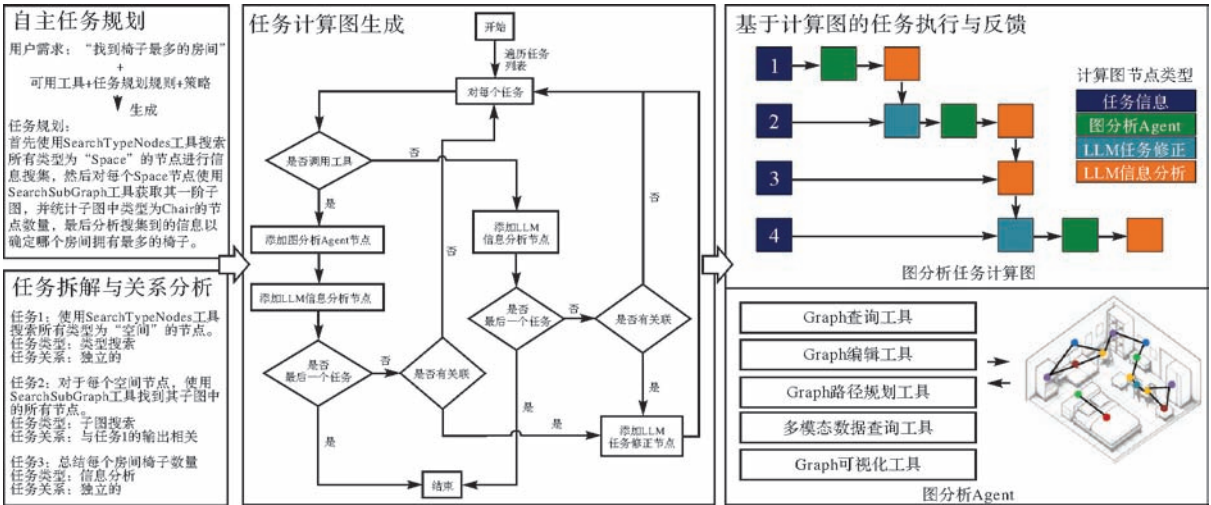 自主任务规划
用户需求：“找到椅子最多的房间”
+
可用工具+任务规划规则+策略
生成
任务规划：
首先使用SearchTypeNodes工具搜索
所有类型为“Space”的节点进行信
息搜集，然后对每个Space节点使用
SearchSubGraph工具获取其一阶子
图，并统计子图中类型为Chair的节
点数量，最后分析搜集到的信息以
确定哪个房间拥有最多的椅子。
任务拆解与关系分析
任务1：使用SearchTypeNodes工具
搜索所有类型为“空间”的节点。
任务类型：类型搜索
任务关系：独立的
任务2：对于每个空间节点，使用
SearchSubGraph工具找到其子图中
的所有节点。
任务类型：子图搜索
任务关系：与任务1的输出相关
任务3：总结每个房间椅子数量
任务类型：信息分析
任务关系：独立的
任务计算图生成
开始
遍历任务
列表
对每个任务
是否调用工具
否
是
添加图分析Agent节点
添加LLM信息分析节点
是否
最后一个任务
否
是否有关联
否
是
是
添加LLM
信息分析节点
是否
最后一个任务
否
是否有关联
否
是
是
添加LLM
任务修正节点
结束
基于计算图的任务执行与反馈
1
2
3
4
计算图节点类型
任务信息
图分析Agent
LLM任务修正
LLM信息分析
图分析任务计算图
Graph查询工具
Graph编辑工具
Graph路径规划工具
多模态数据查询工具
Graph可视化工具
图分析Agent